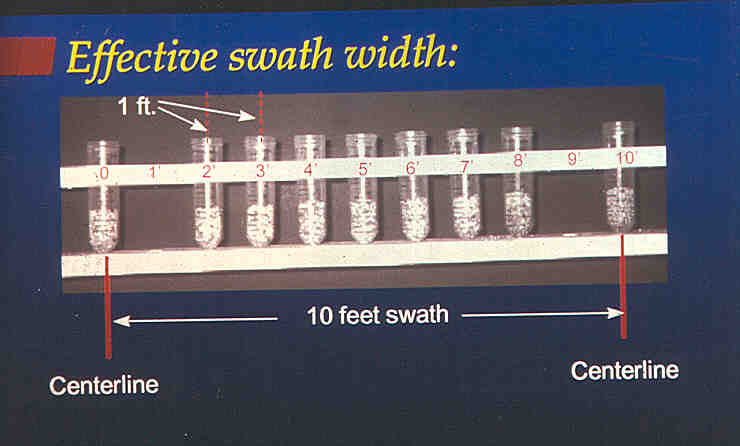 Effective swath width:
1 ft.
0 1' 2' 3' 4' 5' 6' 7' 8' 9' 10'
10 feet swath
Centerline
Centerline